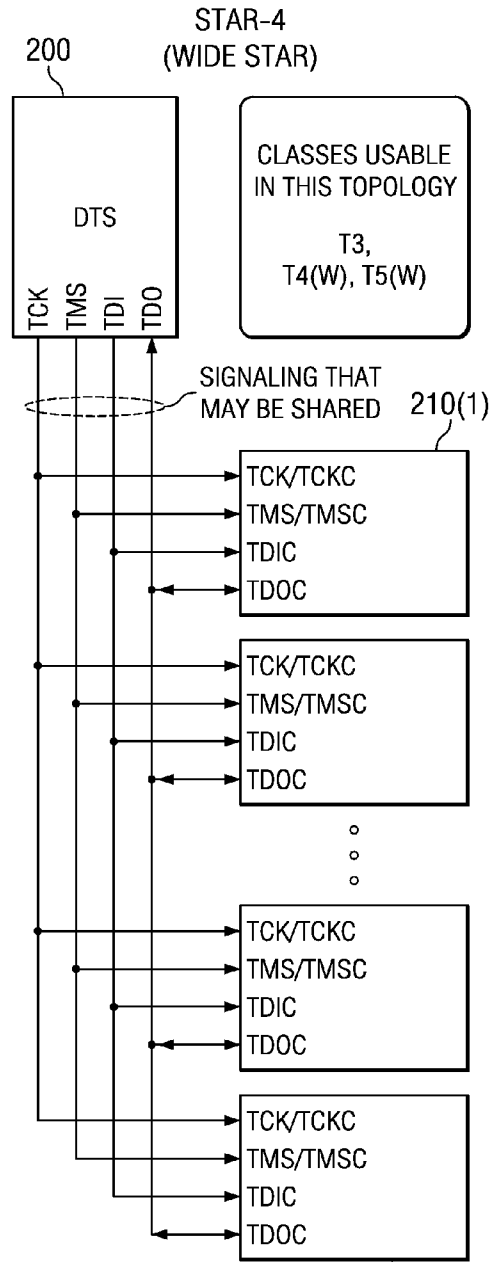 STAR-4
(WIDE STAR)
200
DTS
TCK
TMS
TDI
TDO
CLASSES USABLE
IN THIS TOPOLOGY
T3,
T4(W), T5(W)
SIGNALING THAT
MAY BE SHARED
210(1)
TCK/TCKC
TMS/TMSC
TDIC
TDOC
TCK/TCKC
TMS/TMSC
TDIC
TDOC
TCK/TCKC
TMS/TMSC
TDIC
TDOC
TCK/TCKC
TMS/TMSC
TDIC
TDOC